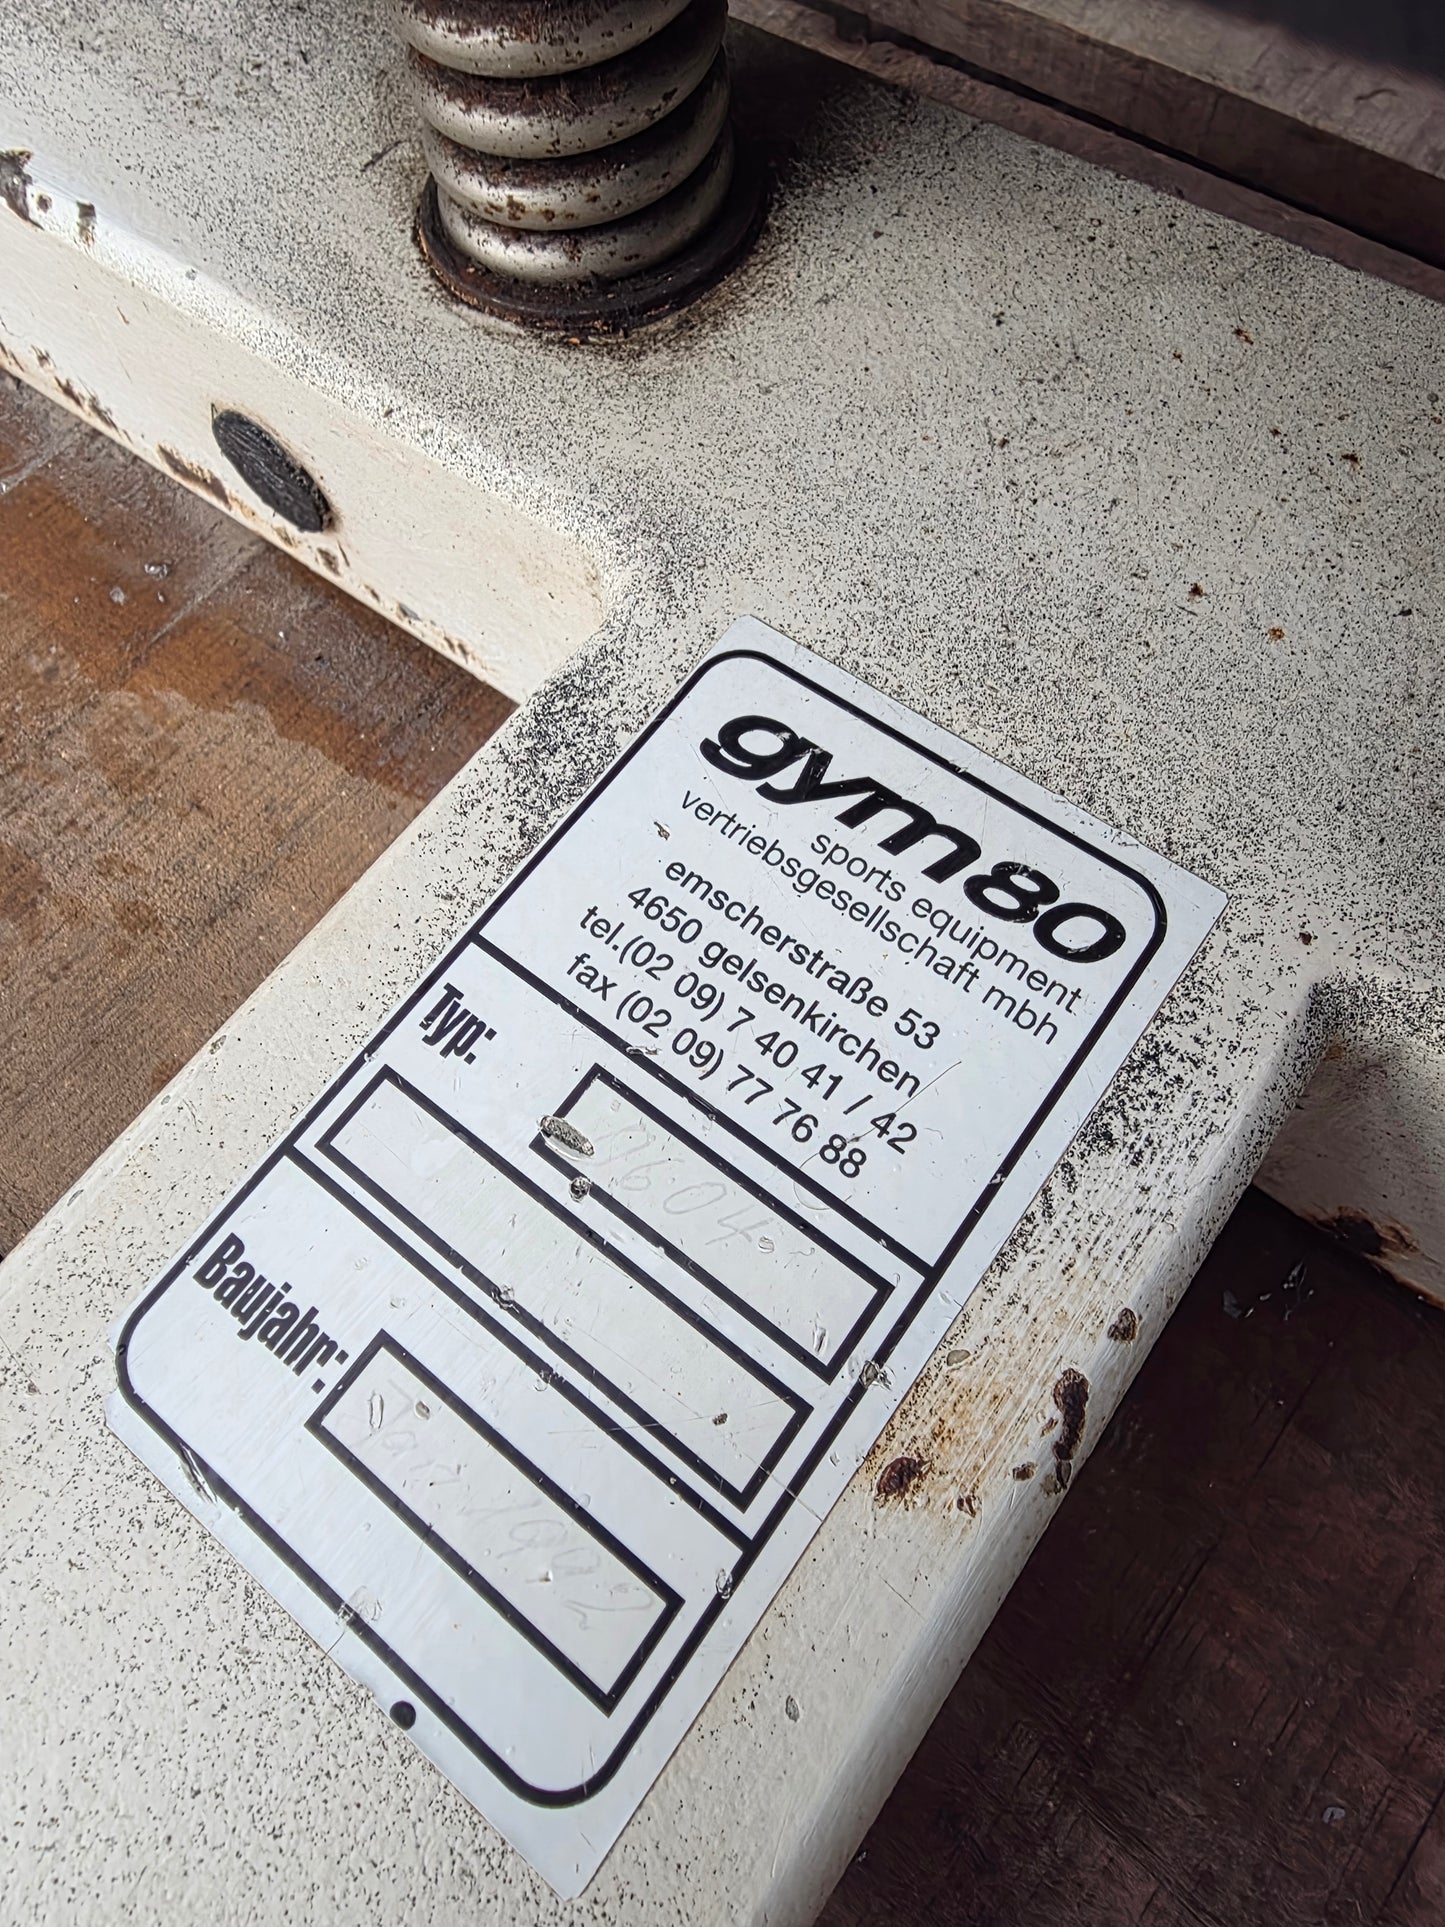 gym80
sports equipment
vertriebsgesellschaft mbh
emscherstraße 53
4650 gelsenkirchen
tel.(02 09) 7 40 41 / 42
fax (02 09) 77 76 88
Typ:
Baujahr:
1992